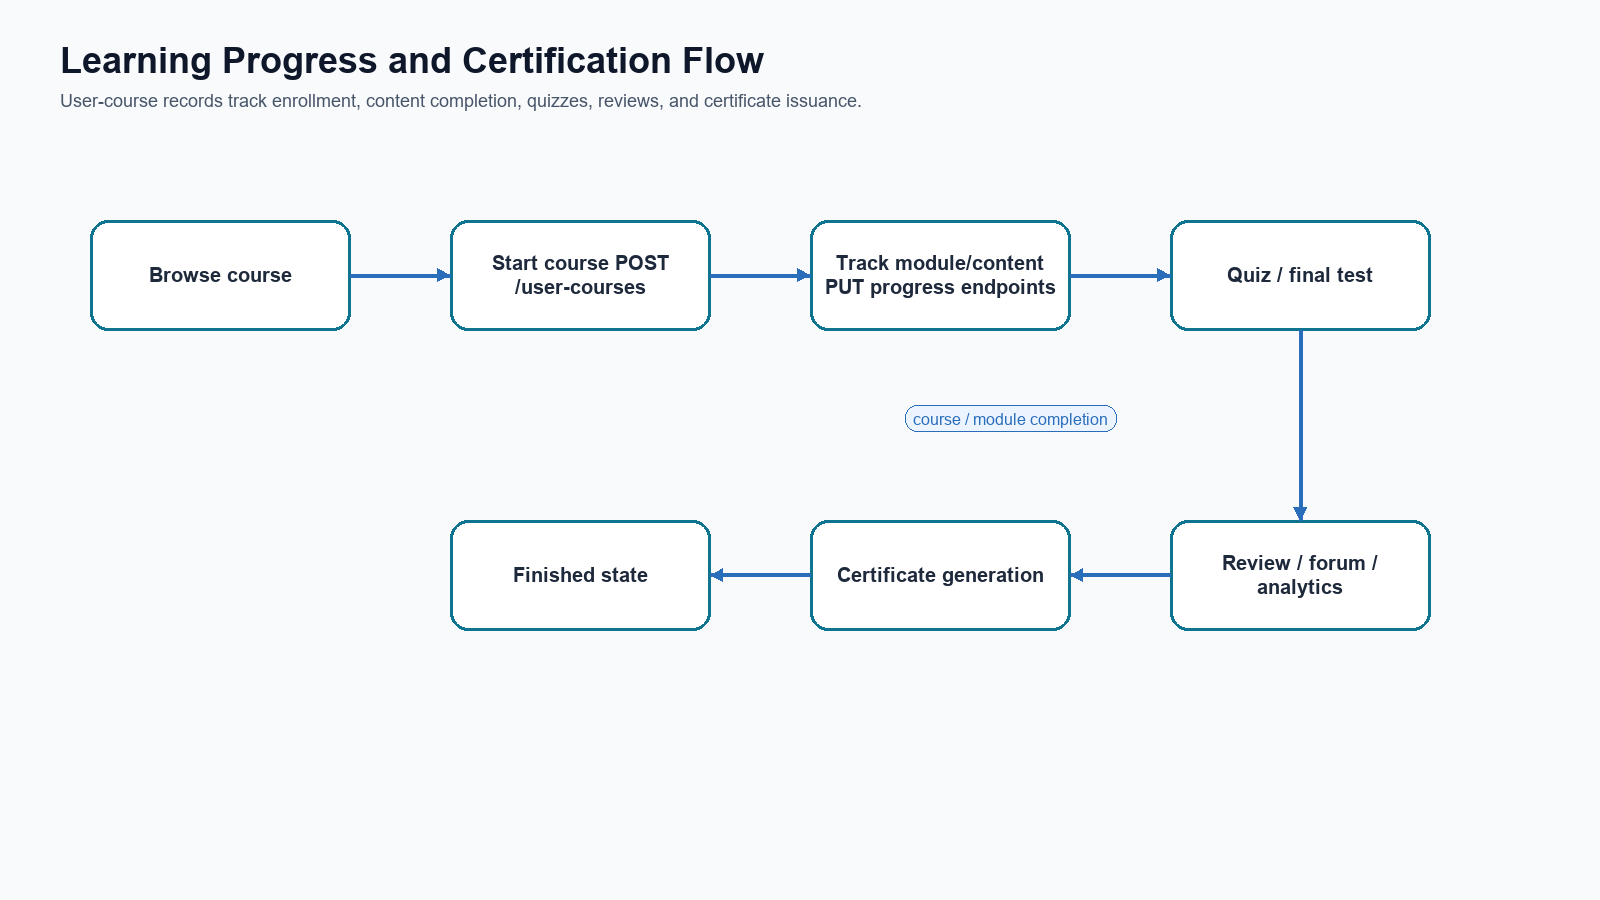 Learning Progress and Certification Flow
User-course records track enrollment, content completion, quizzes, reviews, and certificate issuance.
Browse course
Start course POST
/user-courses
Track module/content
PUT progress endpoints
Quiz / final test
course / module completion
Finished state
Certificate generation
Review / forum /
analytics